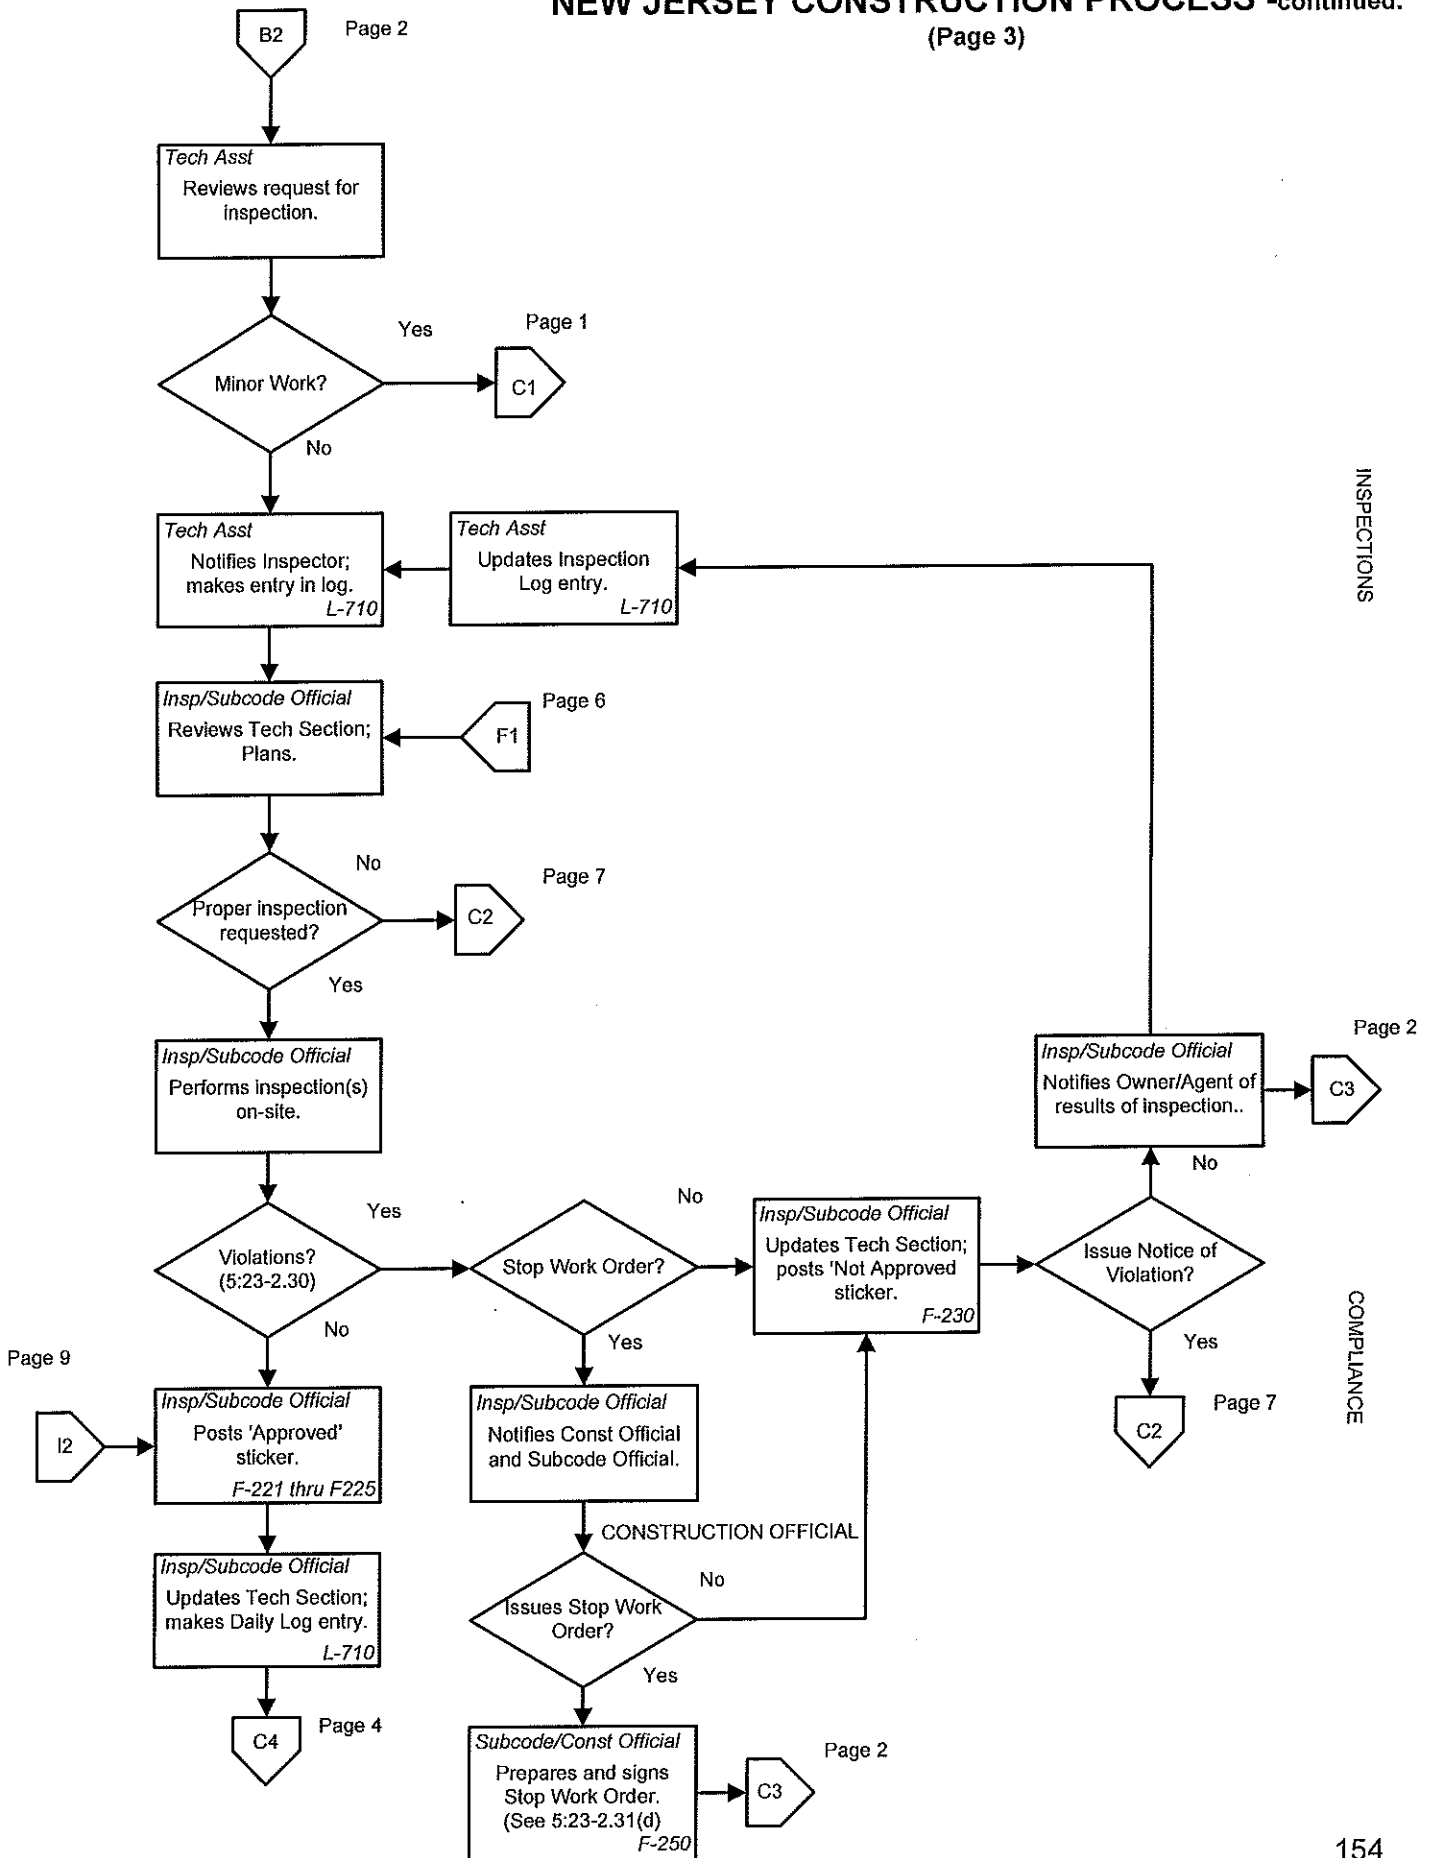 NEW JERSEY CONSTRUCTION PROCESS -continued.
(Page 3)
B2
Page 2
Tech Asst
Reviews request for
inspection.
Minor Work?
Yes
Page 1
C1
No
Tech Asst
Notifies Inspector;
makes entry in log.
L-710
Tech Asst
Updates Inspection
Log entry.
L-710
INSPECTIONS
Insp/Subcode Official
Reviews Tech Section;
Plans.
Page 6
F1
Proper inspection
requested?
No
Page 7
C2
Yes
Insp/Subcode Official
Performs inspection(s)
on-site.
Insp/Subcode Official
Notifies Owner/Agent of
results of inspection..
Page 2
C3
No
Violations?
(5:23-2.30)
Yes
Stop Work Order?
No
Insp/Subcode Official
Updates Tech Section;
posts 'Not Approved
sticker.
F-230
Issue Notice of
Violation?
COMPLIANCE
No
Yes
Yes
Page 7
C2
Page 9
I2
Insp/Subcode Official
Posts 'Approved'
sticker.
F-221 thru F225
Insp/Subcode Official
Notifies Const Official
and Subcode Official.
CONSTRUCTION OFFICIAL
Insp/Subcode Official
Updates Tech Section;
makes Daily Log entry.
L-710
Issues Stop Work
Order?
No
Yes
C4
Page 4
Subcode/Const Official
Prepares and signs
Stop Work Order.
(See 5:23-2.31(d)
F-250
Page 2
C3
154